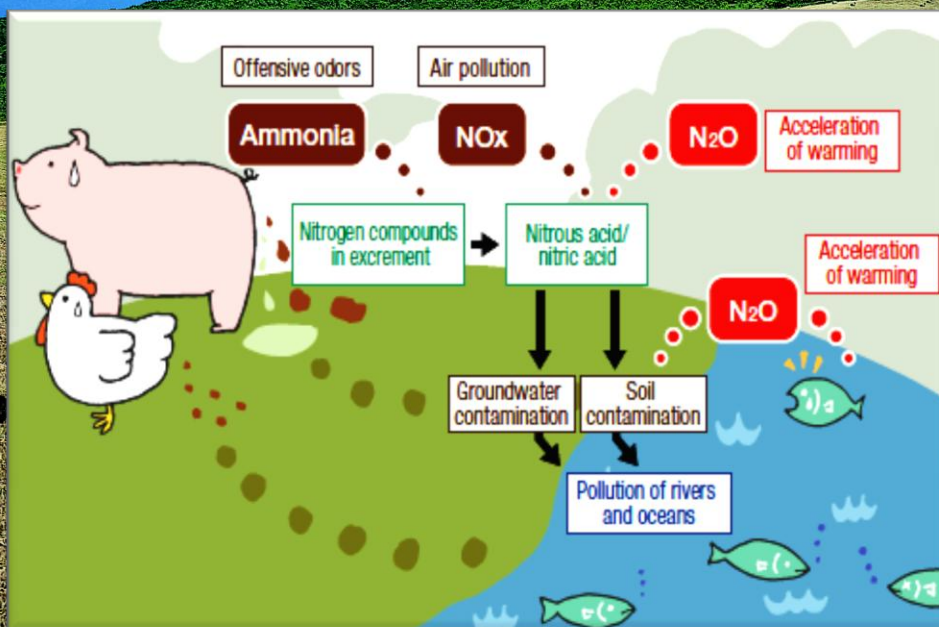 Offensive odors
Air pollution
Ammonia
NOx
N2O
Acceleration
of warming
Nitrogen compounds
in excrement
Nitrous acid/
nitric acid
Acceleration
of warming
N2O
Groundwater
contamination
Soil
contamination
Pollution of rivers
and oceans